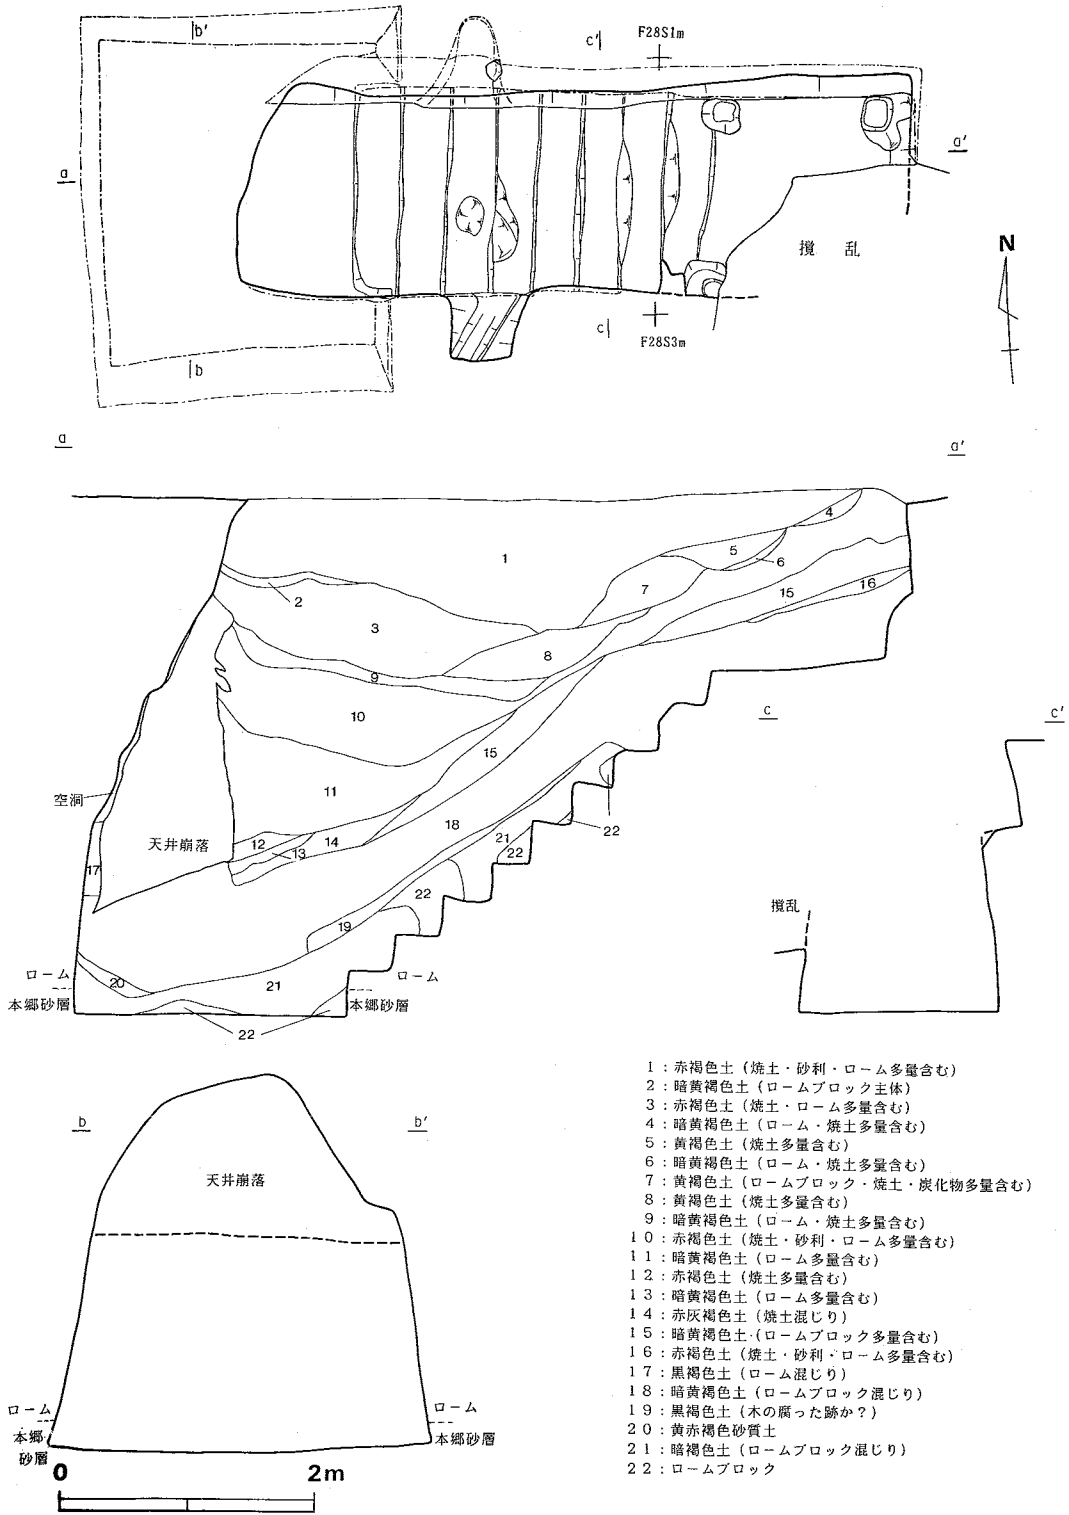 b'
c'
F28S1m
a
a'
撹乱
N
c
F28S3m
b
a
a'
4
1
5
6
2
7
15
16
3
8
9
10
c
c'
15
11
空洞
天井崩落
12
14
18
21
22
13
22
17
22
撹乱
19
ローム
20
21
ローム
本郷砂層
本郷砂層
22
b
b'
天井崩落
ローム
ローム
本郷
砂層
本郷砂層
0 2m
1：赤褐色土（焼土・砂利・ローム多量含む）
2：暗黄褐色土（ロームブロック主体）
3：赤褐色土（焼土・ローム多量含む）
4：暗黄褐色土（ローム・焼土多量含む）
5：黄褐色土（焼土多量含む）
6：暗黄褐色土（ローム・焼土多量含む）
7：黄褐色土（ロームブロック・焼土・炭化物多量含む）
8：黄褐色土（焼土多量含む）
9：暗黄褐色土（ローム・焼土多量含む）
10：赤褐色土（焼土・砂利・ローム多量含む）
11：暗黄褐色土（ローム多量含む）
12：赤褐色土（焼土多量含む）
13：暗黄褐色土（ローム多量含む）
14：赤灰褐色土（焼土混じり）
15：暗黄褐色土（ロームブロック多量含む）
16：赤褐色土（焼土・砂利・ローム多量含む）
17：黒褐色土（ローム混じり）
18：暗黄褐色土（ロームブロック混じり）
19：黒褐色土（木の腐った跡か？）
20：黄赤褐色砂質土
21：暗褐色土（ロームブロック混じり）
22：ロームブロック